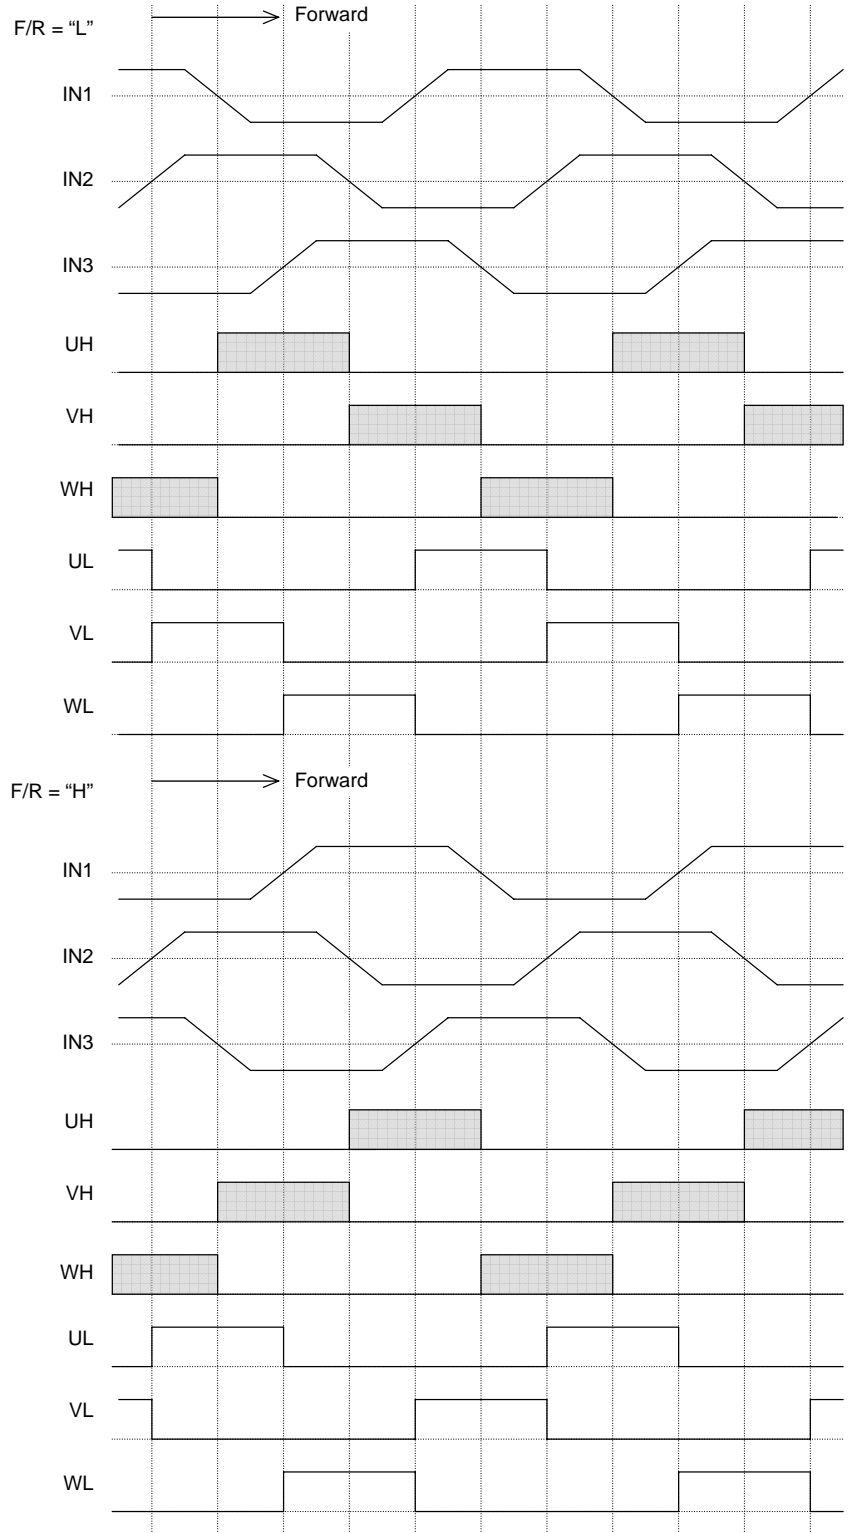 F/R = “L”
Forward
IN1
IN2
IN3
UH
VH
WH
UL
VL
WL
F/R = “H”
Forward
IN1
IN2
IN3
UH
VH
WH
UL
VL
WL